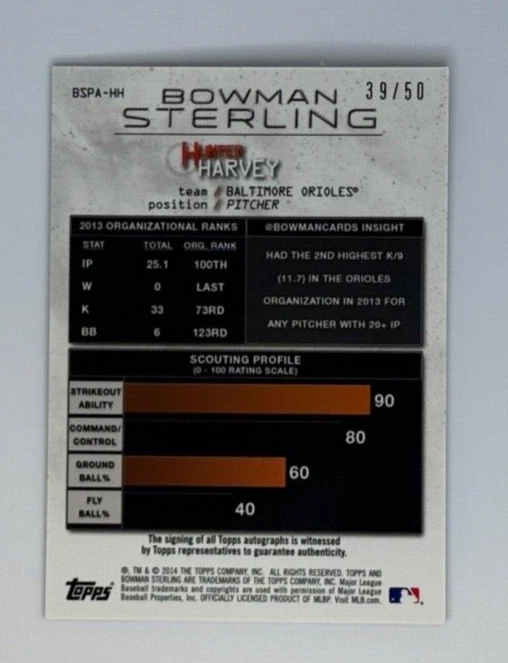 BSPA-HH
39/50
BOWMAN
STERLING
HUNTER
HARVEY
team / BALTIMORE ORIOLES®
position / PITCHER
2013 ORGANIZATIONAL RANKS
STAT TOTAL ORG. RANK
IP 25.1 100TH
W 0 LAST
K 33 73RD
BB 6 123RD
@BOWMANCARDS INSIGHT
HAD THE 2ND HIGHEST K/9
(11.7) IN THE ORIOLES
ORGANIZATION IN 2013 FOR
ANY PITCHER WITH 20+ IP
SCOUTING PROFILE
(0 - 100 RATING SCALE)
STRIKEOUT
ABILITY
90
COMMAND/
CONTROL
80
GROUND
BALL%
60
FLY
BALL%
40
The signing of all Topps autographs is witnessed
by Topps representatives to guarantee authenticity.
®, TM & © 2014 THE TOPPS COMPANY, INC. ALL RIGHTS RESERVED. TOPPS AND
BOWMAN STERLING ARE TRADEMARKS OF THE TOPPS COMPANY, INC. Major League
Baseball trademarks and copyrights are used with permission of Major League
Baseball Properties, Inc. OFFICIALLY LICENSED PRODUCT OF MLBP. Visit MLB.com.
Topps